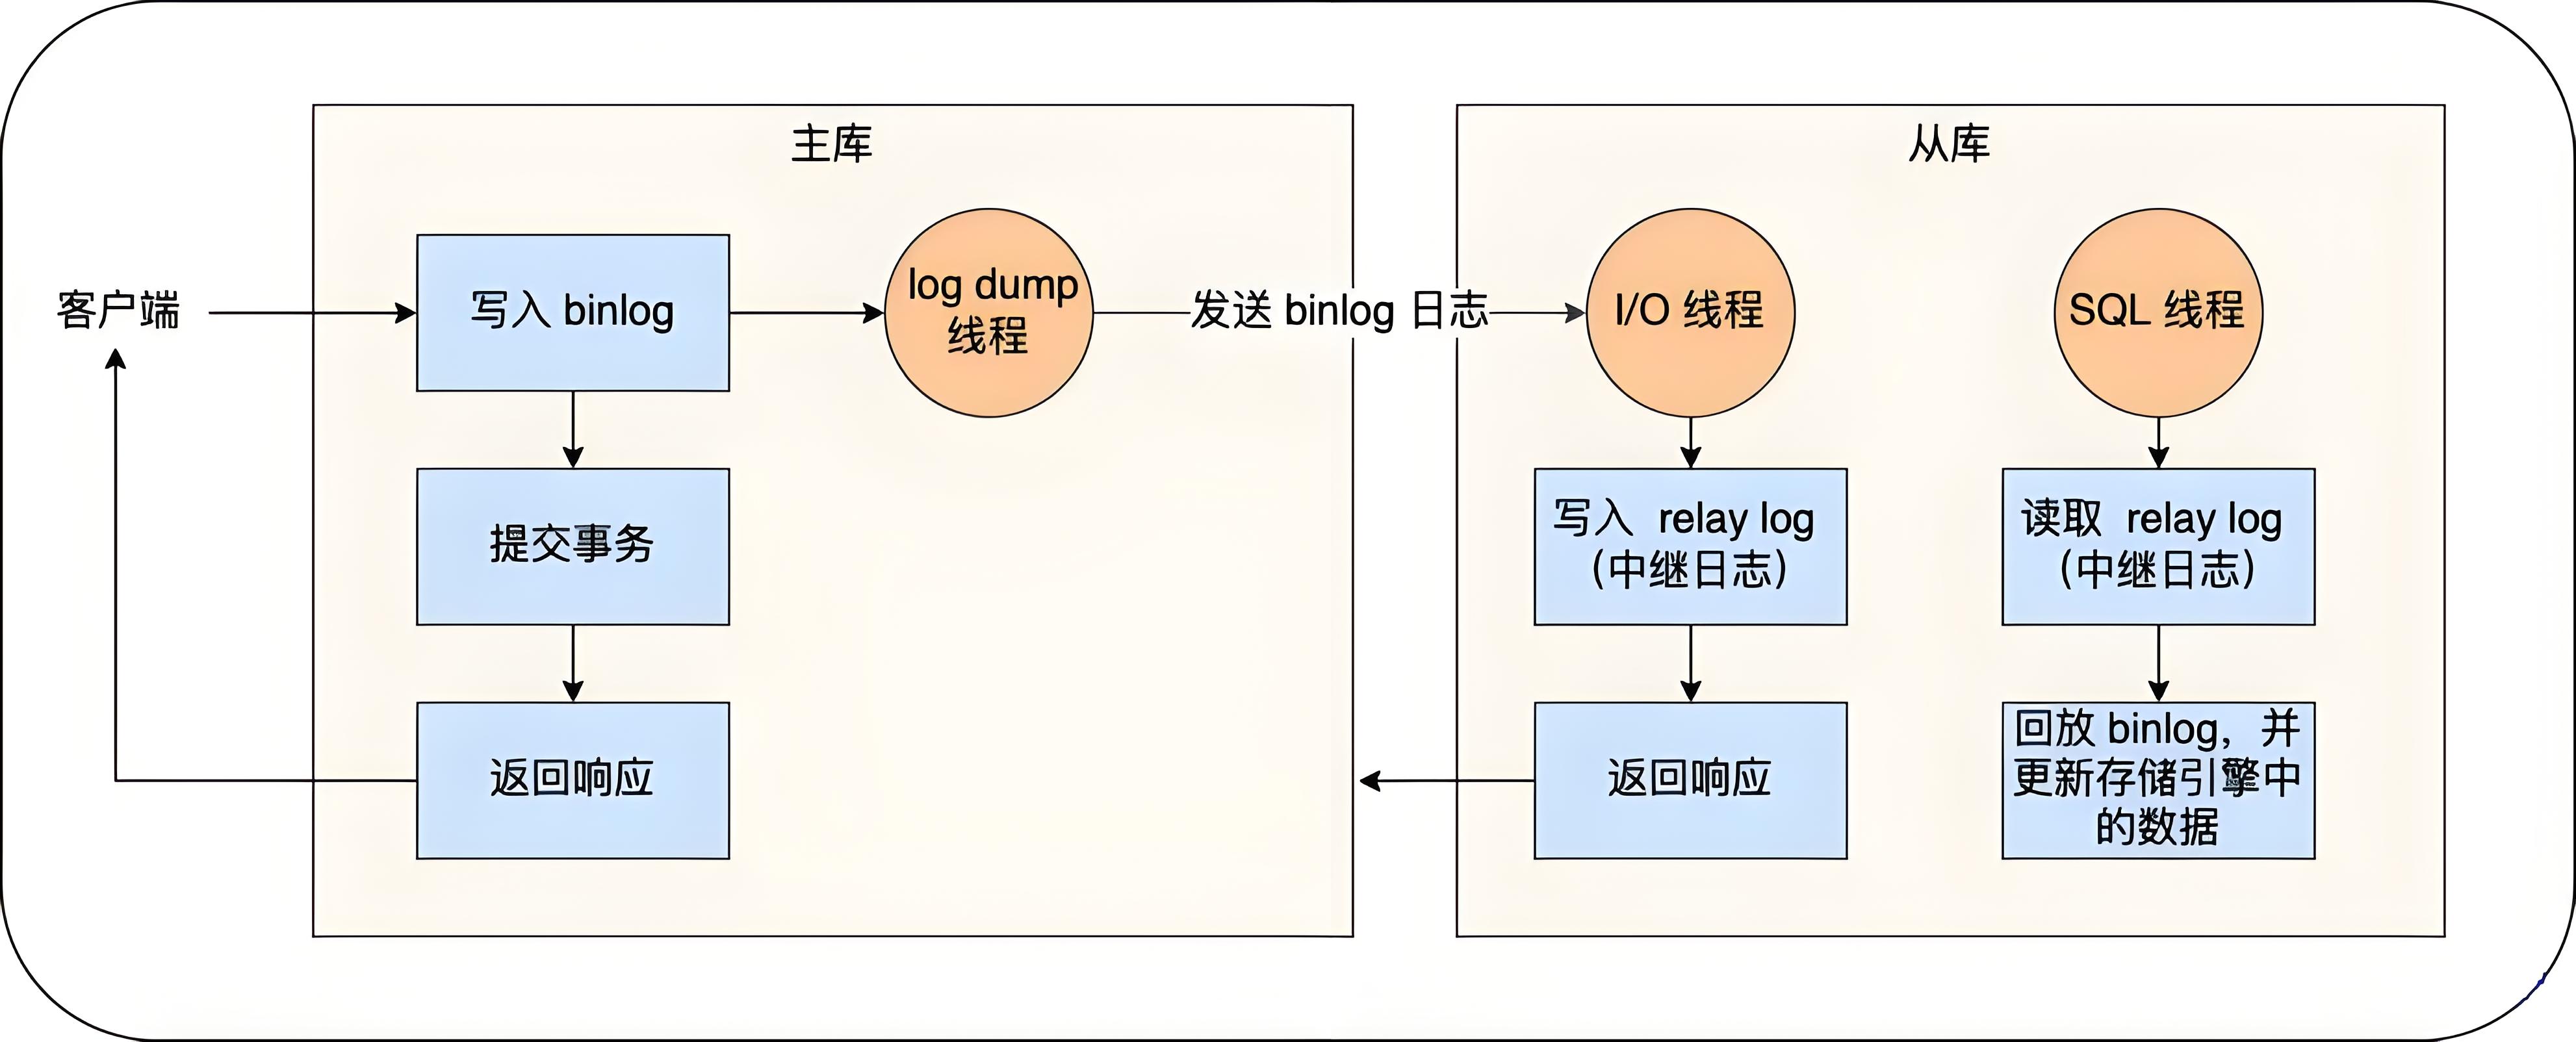 主库
从库
客户端
写入 binlog
log dump
线程
发送 binlog 日志
I/O 线程
SQL 线程
提交事务
写入 relay log
(中继日志)
读取 relay log
(中继日志)
返回响应
返回响应
回放 binlog，并
更新存储引擎中
的数据